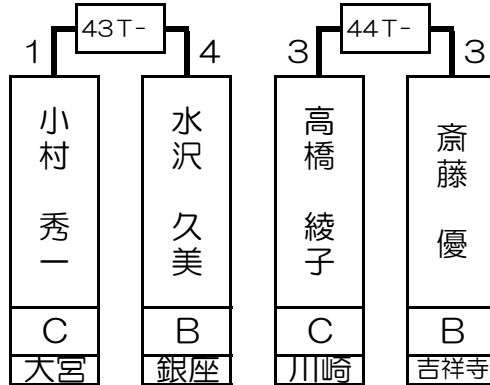 43T-
44T-
1
4
3
3
小村 秀一
水沢 久美
高橋 綾子
斎藤 優
C
B
C
B
大宮
銀座
川崎
吉祥寺